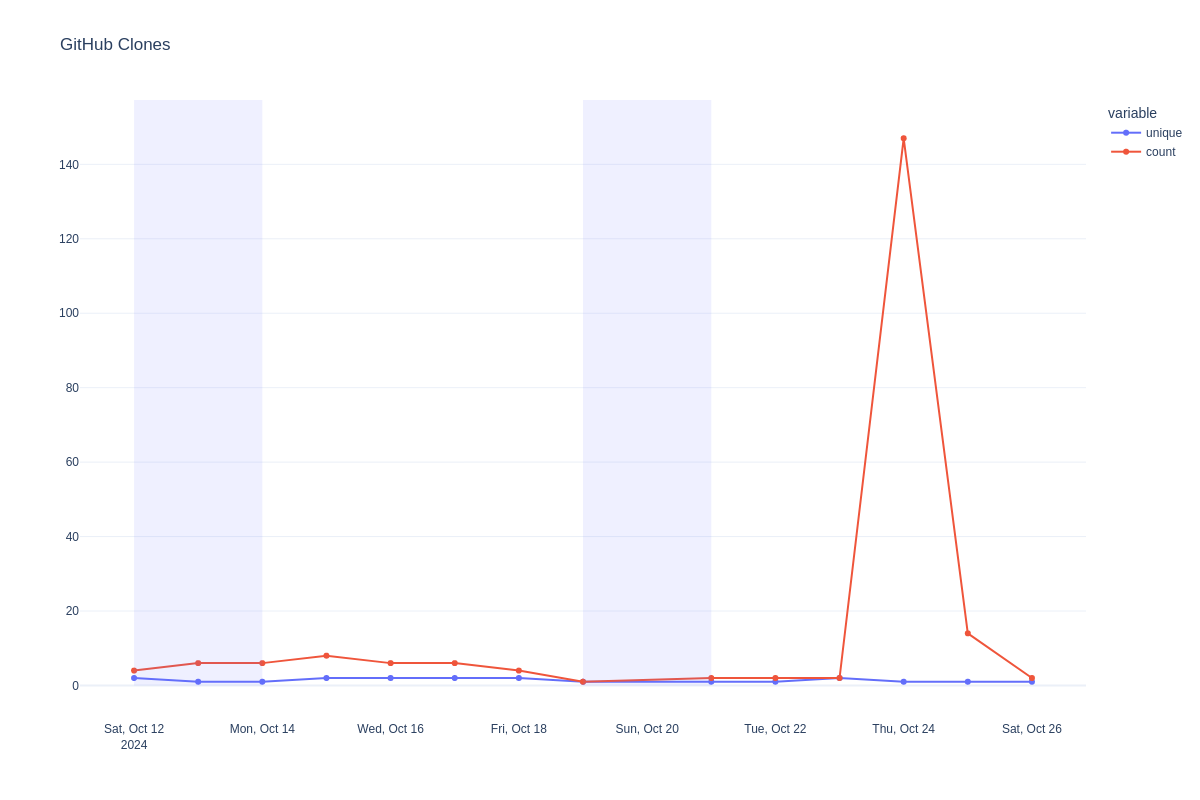 GitHub Clones
variable
unique
count
140
120
100
80
60
40
20
0
Sat, Oct 12
2024
Mon, Oct 14
Wed, Oct 16
Fri, Oct 18
Sun, Oct 20
Tue, Oct 22
Thu, Oct 24
Sat, Oct 26